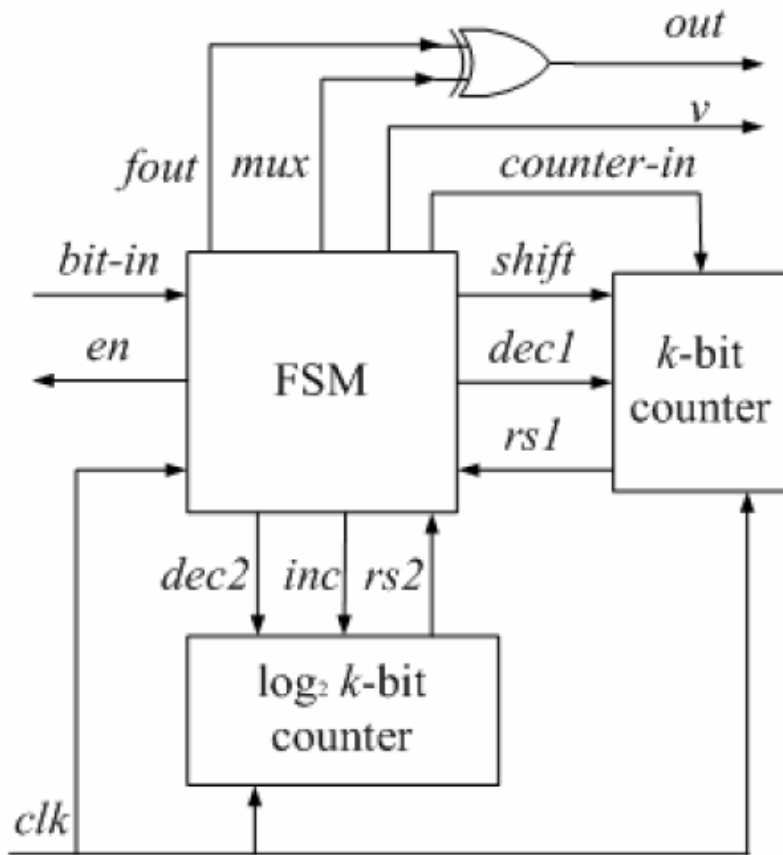 out
v
fout mux counter-in
bit-in shift
en FSM dec1 k-bit
counter
rs1
dec2 inc rs2
log₂ k-bit
counter
clk